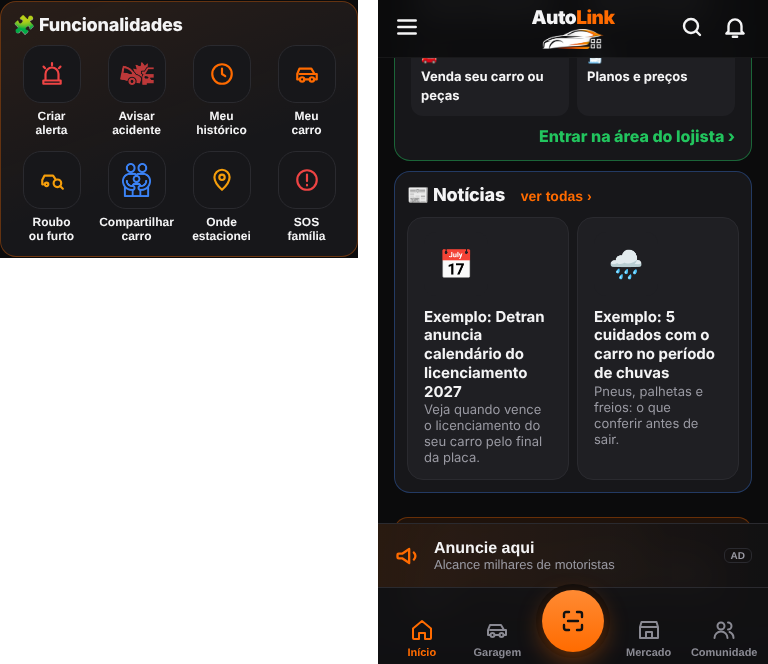 Funcionalidades
Criar
alerta
Avisar
acidente
Meu
histórico
Meu
carro
Roubo
ou furto
Compartilhar
carro
Onde
estacionei
SOS
família
AutoLink
Venda seu carro ou
peças
Planos e preços
Entrar na área do lojista ›
Notícias
ver todas ›
July
17
Exemplo: Detran
anuncia
calendário do
licenciamento
2027
Veja quando vence
o licenciamento do
seu carro pelo final
da placa.
Exemplo: 5
cuidados com o
carro no período
de chuvas
Pneus, palhetas e
freios: o que
conferir antes de
sair.
Anuncie aqui
Alcance milhares de motoristas
AD
Início
Garagem
Mercado
Comunidade